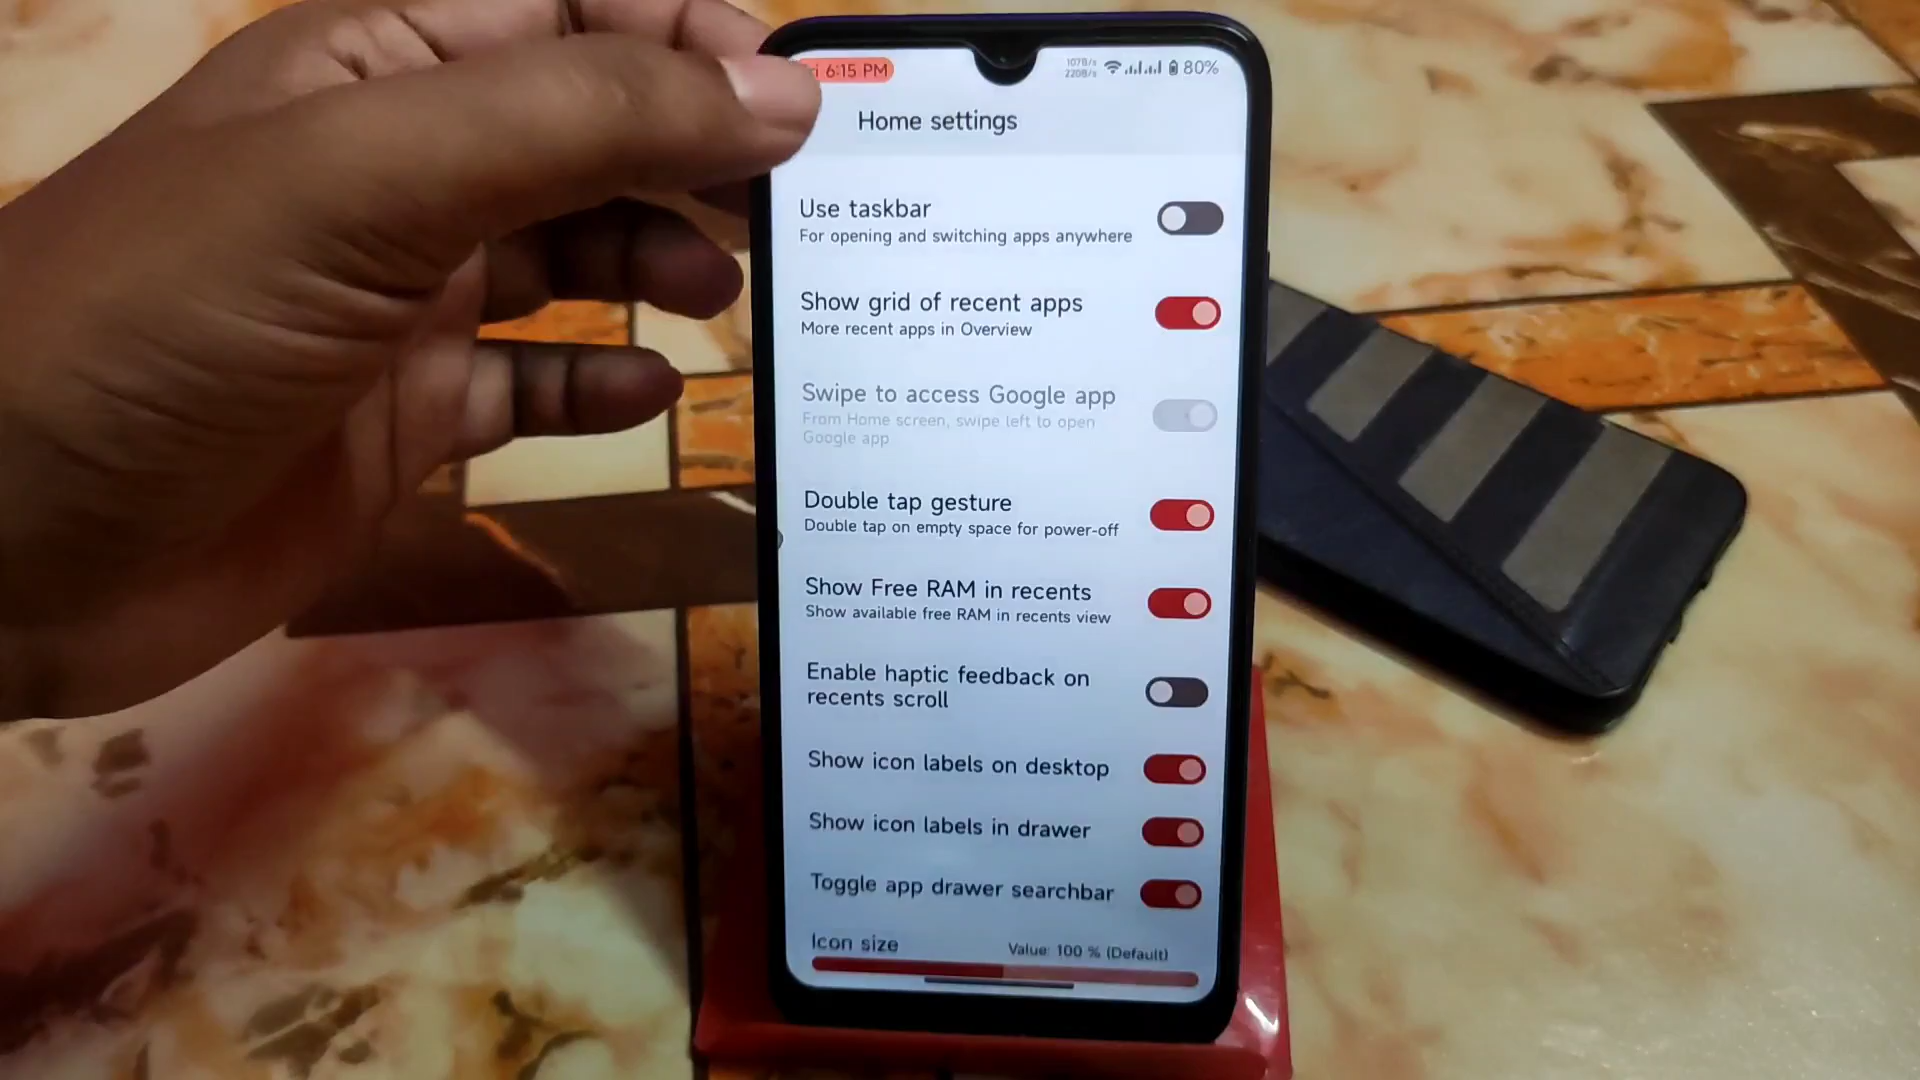 6:15 PM
107B/s
220B/s
80%
Home settings
Use taskbar
For opening and switching apps anywhere
Show grid of recent apps
More recent apps in Overview
Swipe to access Google app
From Home screen, swipe left to open
Google app
Double tap gesture
Double tap on empty space for power-off
Show Free RAM in recents
Show available free RAM in recents view
Enable haptic feedback on
recents scroll
Show icon labels on desktop
Show icon labels in drawer
Toggle app drawer searchbar
Icon size
Value: 100 % (Default)